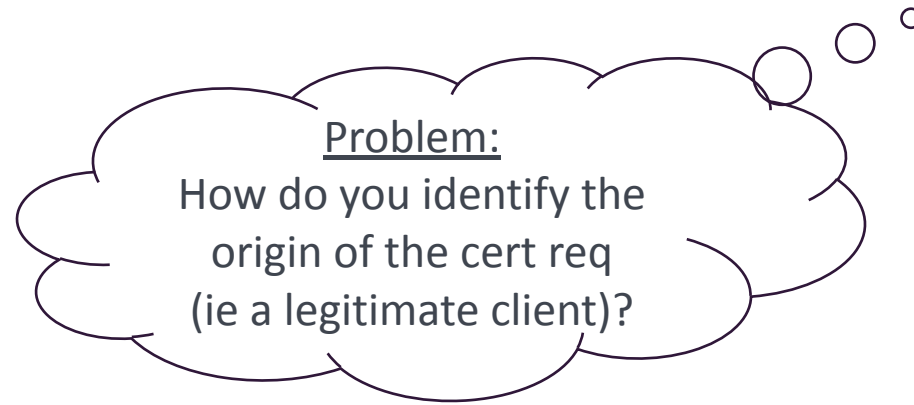 Problem:
How do you identify the
origin of the cert req
(ie a legitimate client)?